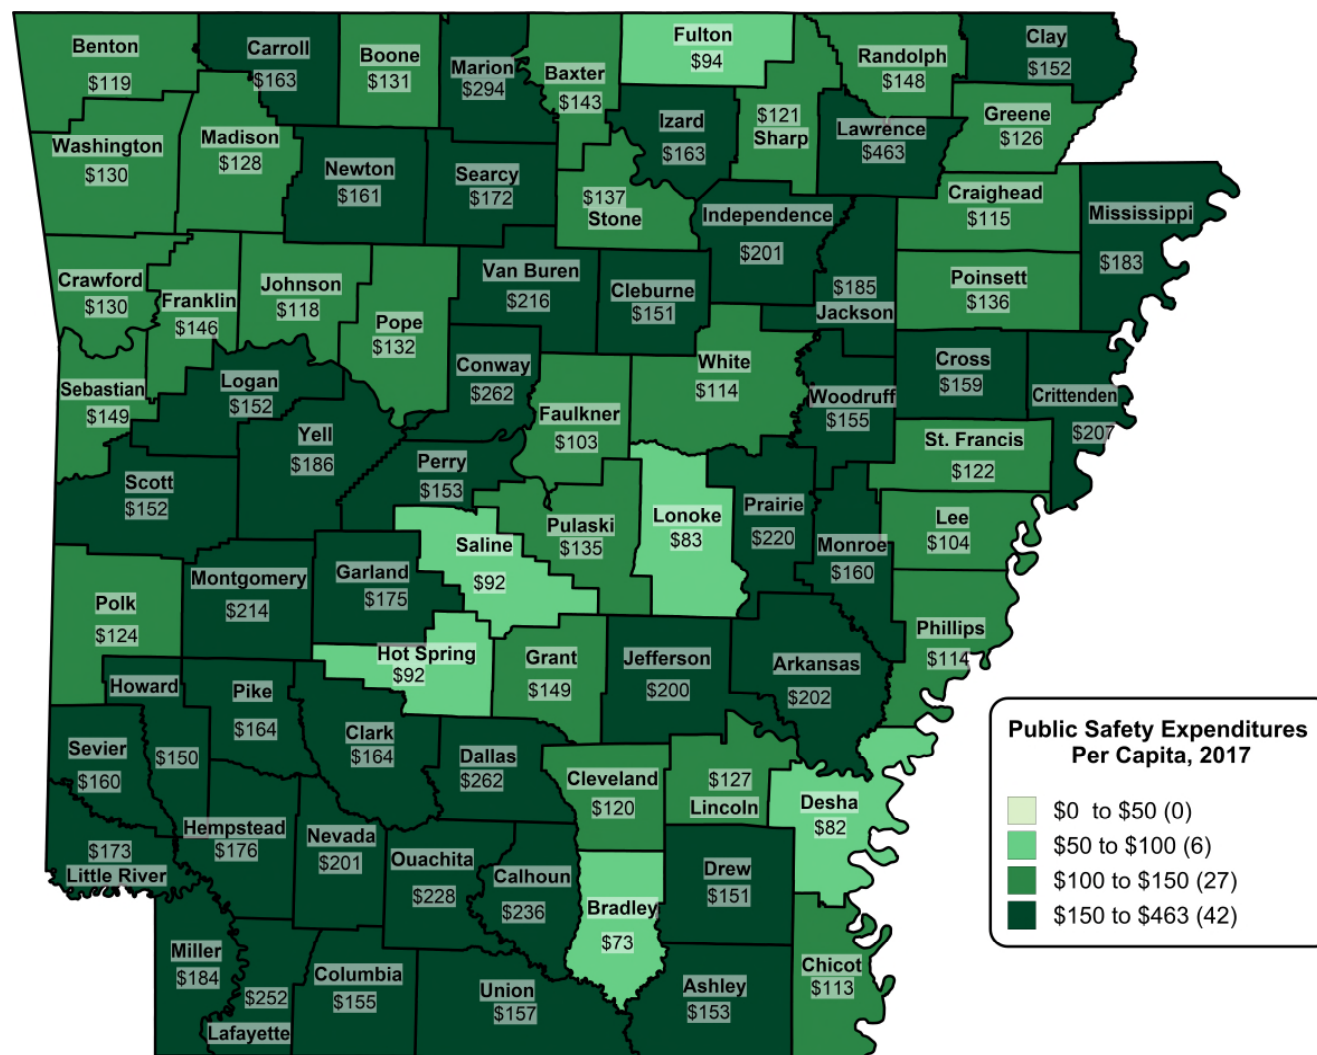 Benton
$119
Carroll
$163
Boone
$131
Marion
$294
Baxter
$143
Fulton
$94
Randolph
$148
Clay
$152
Washington
$130
Madison
$128
Newton
$161
Searcy
$172
$137
Stone
Izard
$163
$121
Sharp
Lawrence
$463
Greene
$126
Craighead
$115
Mississippi
$183
Independence
$201
Crawford
$130
Franklin
$146
Johnson
$118
Pope
$132
Van Buren
$216
Cleburne
$151
$185
Jackson
Poinsett
$136
Sebastian
$149
Logan
$152
Conway
$262
White
$114
Woodruff
$155
Cross
$159
Crittenden
$207
Yell
$186
Faulkner
$103
St. Francis
$122
Scott
$152
Perry
$153
Pulaski
$135
Lonoke
$83
Prairie
$220
Monroe
$160
Lee
$104
Saline
$92
Polk
$124
Montgomery
$214
Garland
$175
Phillips
$114
Hot Spring
$92
Grant
$149
Jefferson
$200
Arkansas
$202
Howard
$150
Pike
$164
Clark
$164
Sevier
$160
Dallas
$262
Cleveland
$120
$127
Lincoln
Desha
$82
$173
Little River
Hempstead
$176
Nevada
$201
Ouachita
$228
Calhoun
$236
Drew
$151
Bradley
$73
Miller
$184
$252
Lafayette
Columbia
$155
Union
$157
Ashley
$153
Chicot
$113
Public Safety Expenditures
Per Capita, 2017
$0 to $50 (0)
$50 to $100 (6)
$100 to $150 (27)
$150 to $463 (42)